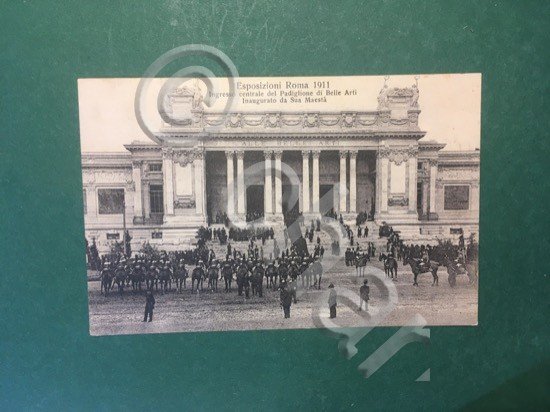 Esposizioni Roma 1911
Ingresso centrale del Padiglione di Belle Arti
Inaugurato da Sua Maestà